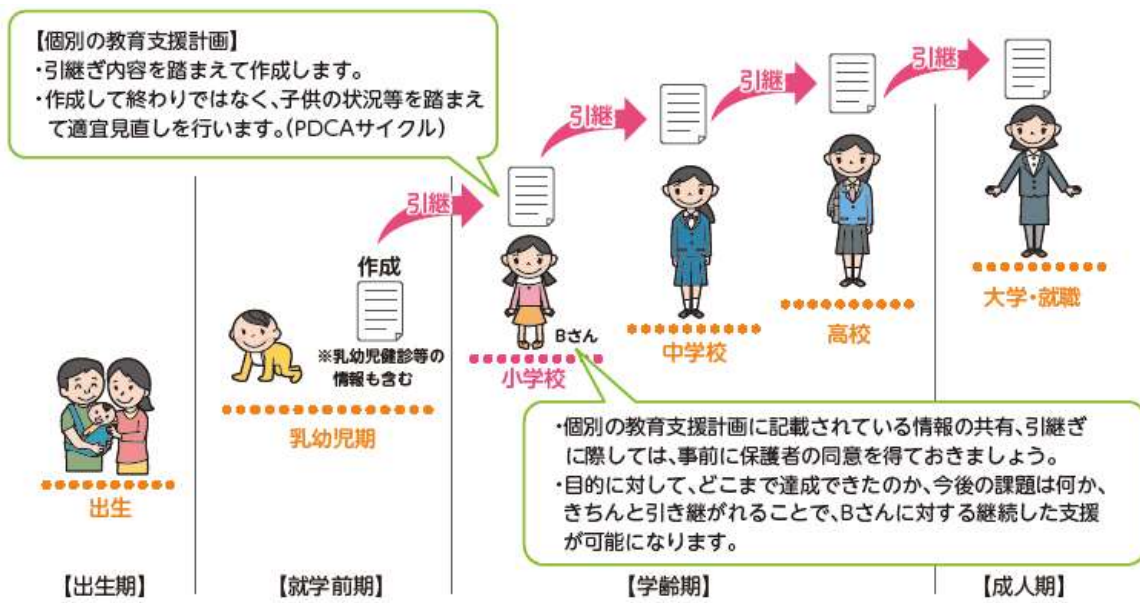 【個別の教育支援計画】
・引継ぎ内容を踏まえて作成します。
・作成して終わりではなく、子供の状況等を踏まえ
て適宜見直しを行います。(PDCAサイクル)
引継
引継
引継
引継
作成
※乳幼児健診等の
情報も含む
Bさん
出生
乳幼児期
小学校
中学校
高校
大学・就職
・個別の教育支援計画に記載されている情報の共有、引継ぎ
に際しては、事前に保護者の同意を得ておきましょう。
・目的に対して、どこまで達成できたのか、今後の課題は何か、
きちんと引き継がれることで、Bさんに対する継続した支援
が可能になります。
【出生期】
【就学前期】
【学齢期】
【成人期】